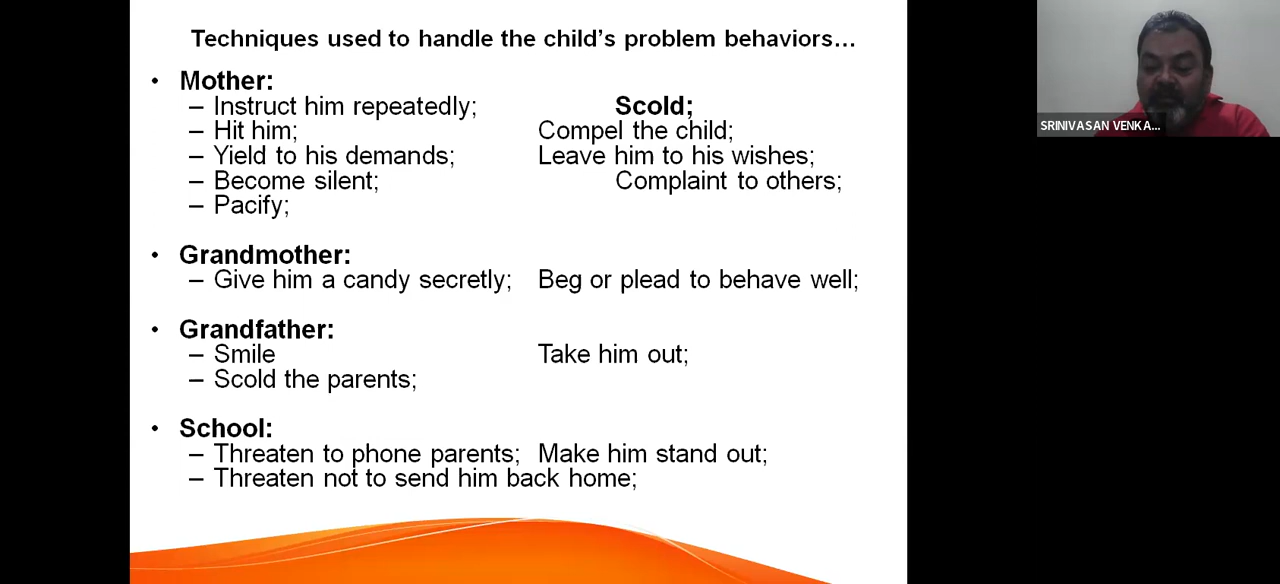 Techniques used to handle the child's problem behaviors…
• Mother:
– Instruct him repeatedly; Scold;
– Hit him; Compel the child;
– Yield to his demands; Leave him to his wishes;
– Become silent; Complaint to others;
– Pacify;
• Grandmother:
– Give him a candy secretly; Beg or plead to behave well;
• Grandfather:
– Smile Take him out;
– Scold the parents;
• School:
– Threaten to phone parents; Make him stand out;
– Threaten not to send him back home;
SRINIVASAN VENKA...